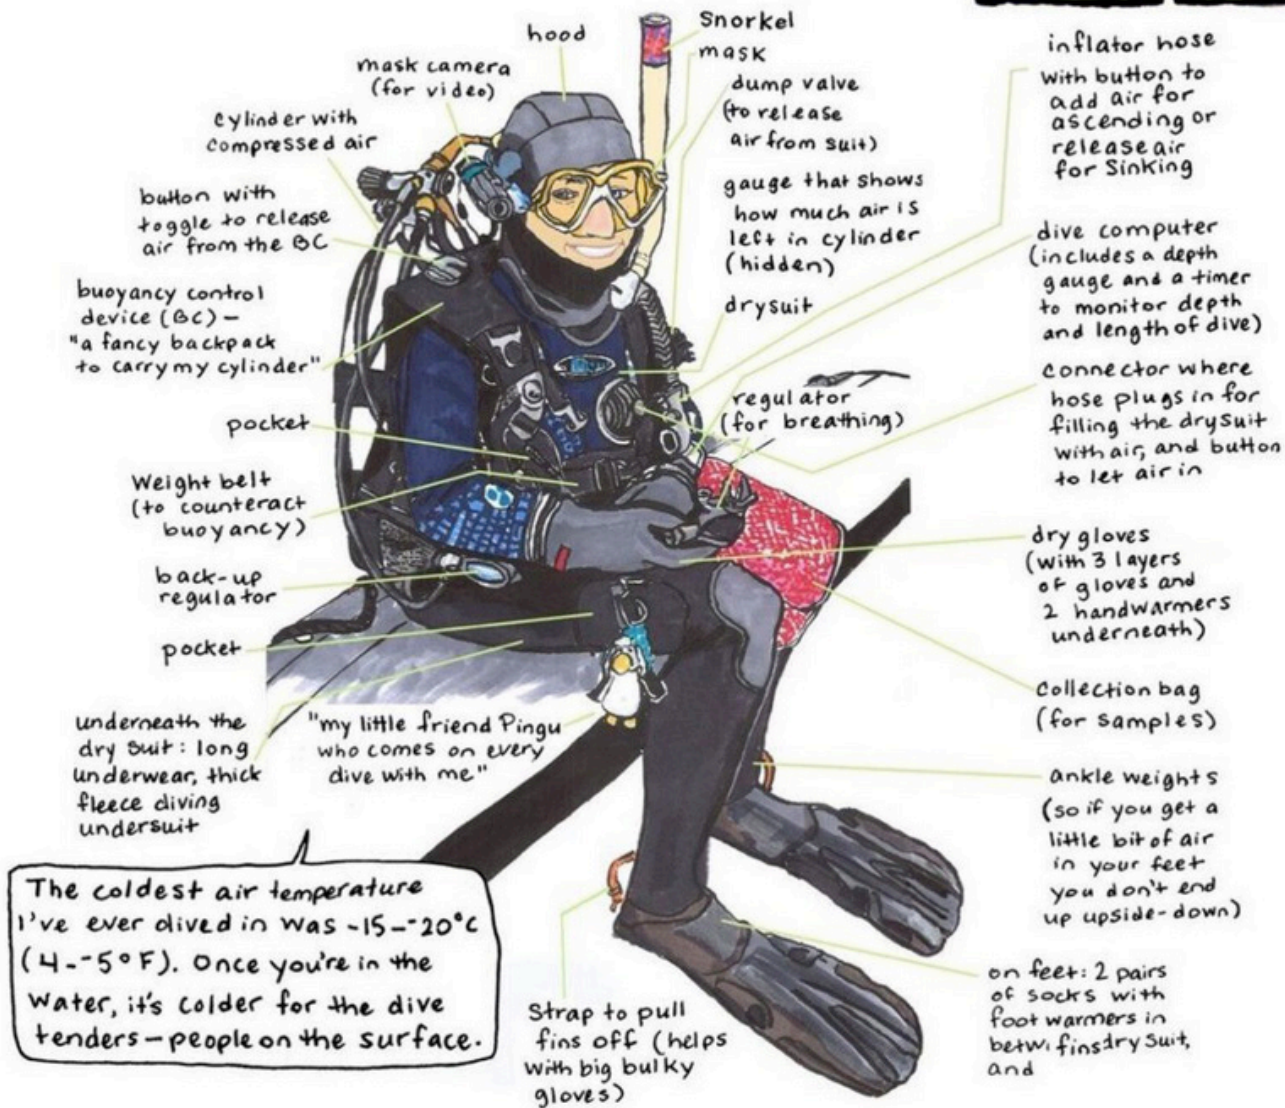 hood
Snorkel
mask
mask camera
(for video)
dump valve
(to release
air from suit)
inflator hose
with button to
add air for
ascending or
release air
for Sinking
cylinder with
compressed air
button with
toggle to release
air from the BC
gauge that shows
how much air is
left in cylinder
(hidden)
dive computer
(includes a depth
gauge and a timer
to monitor depth
and length of dive)
buoyancy control
device (BC) –
"a fancy backpack
to carry my cylinder"
drysuit
connector where
hose plugs in for
filling the drysuit
with air, and button
to let air in
regulator
(for breathing)
pocket
Weight belt
(to counteract
buoyancy)
dry gloves
(with 3 layers
of gloves and
2 handwarmers
underneath)
back-up
regulator
pocket
collection bag
(for samples)
underneath the
dry suit: long
underwear, thick
fleece diving
undersuit
"my little friend Pingu
who comes on every
dive with me"
ankle weights
(so if you get a
little bit of air
in your feet
you don't end
up upside-down)
The coldest air temperature
I've ever dived in was -15–-20°C
(4–-5°F). Once you're in the
water, it's colder for the dive
tenders – people on the surface.
Strap to pull
fins off (helps
with big bulky
gloves)
on feet: 2 pairs
of socks with
foot warmers in
betw. finsdry suit,
and